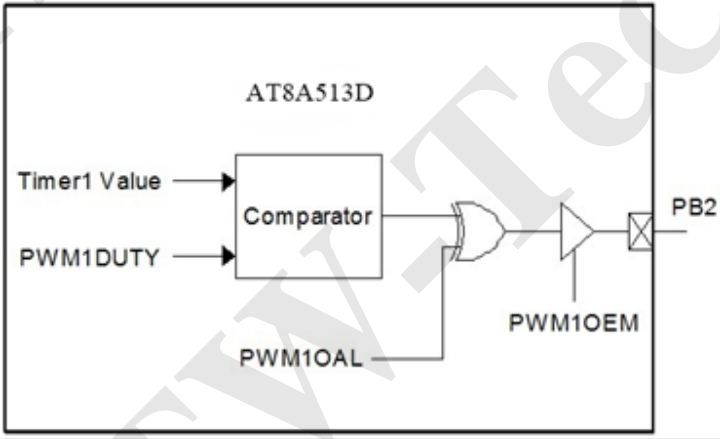 AT8A513D
Timer1 Value
Comparator
PB2
PWM1DUTY
PWM1OEM
PWM1OAL